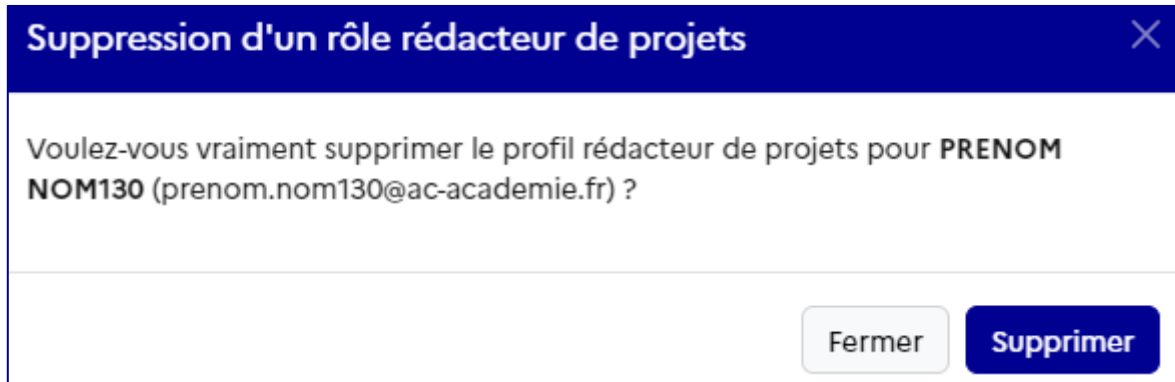 Suppression d'un rôle rédacteur de projets
Voulez-vous vraiment supprimer le profil rédacteur de projets pour PRENOM
NOM130 (prenom.nom130@ac-academie.fr) ?
Fermer
Supprimer